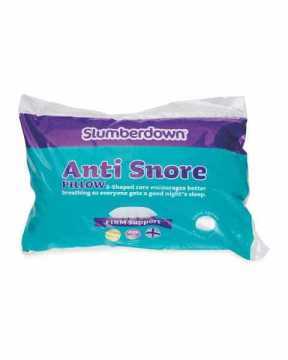 Slumberdown
Anti Snore
PILLOW. Shaped core encourages better
breathing so everyone gets a good night's sleep.
FIRM Support